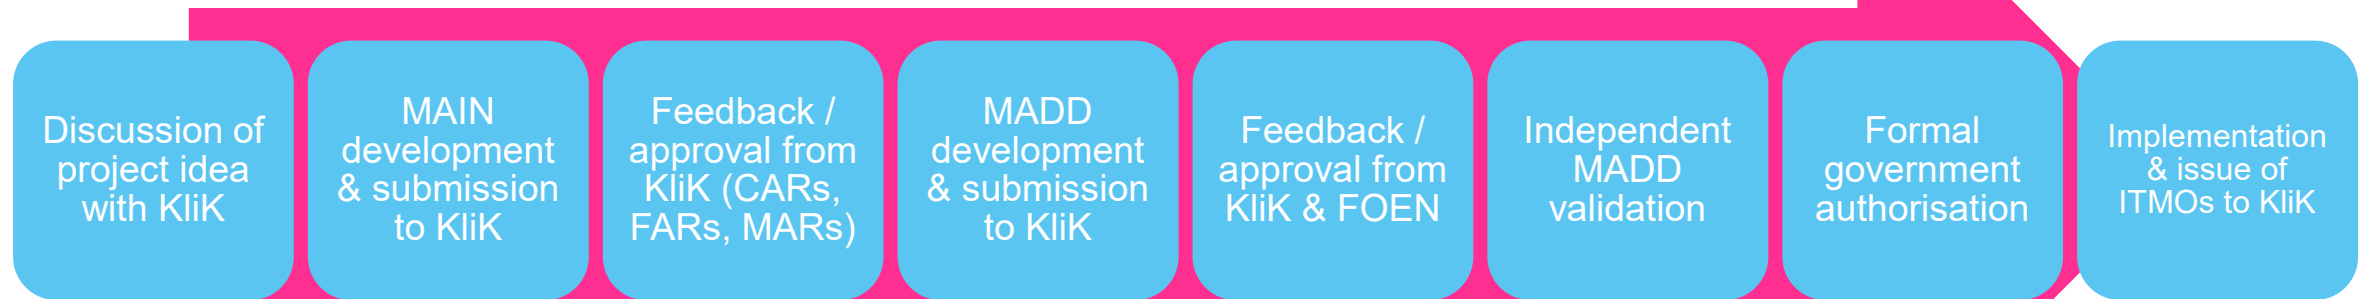 Discussion of
project idea
with KliK
MAIN
development
& submission
to KliK
Feedback /
approval from
KliK (CARs,
FARs, MARs)
MADD
development
& submission
to KliK
Feedback /
approval from
KliK & FOEN
Independent
MADD
validation
Formal
government
authorisation
Implementation
& issue of
ITMOs to KliK